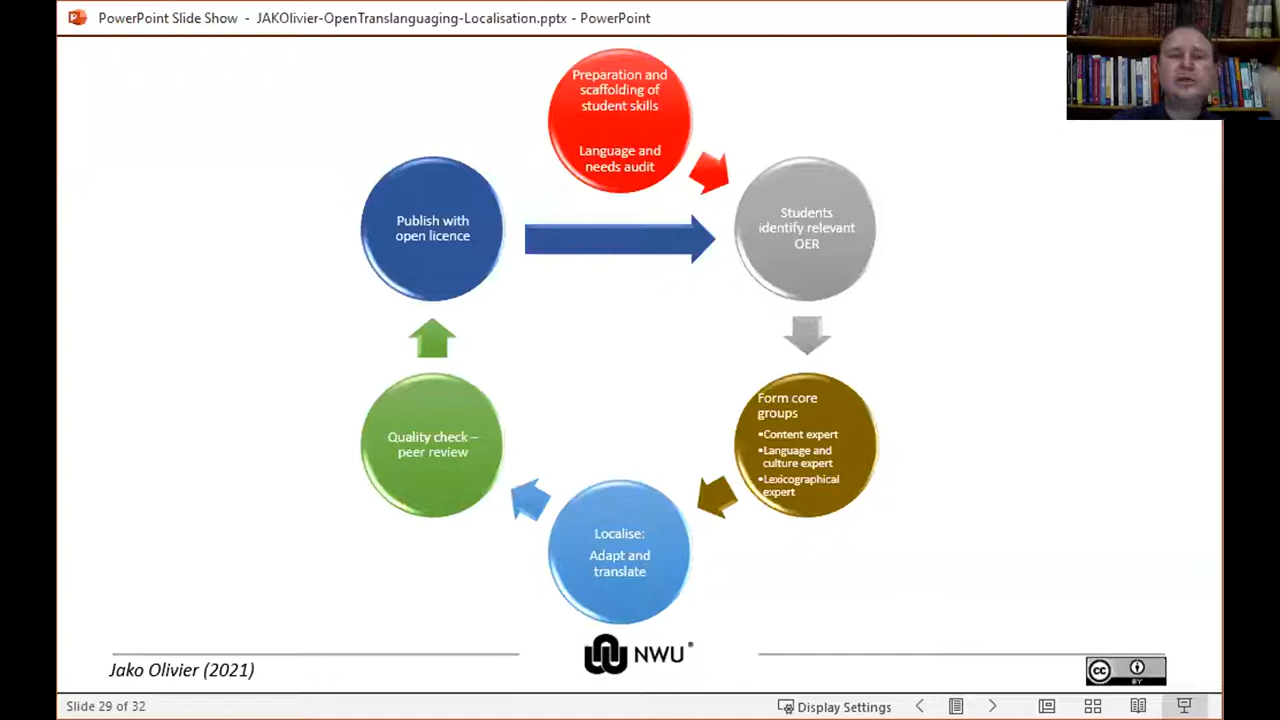 PowerPoint Slide Show - JAKOlivier-OpenTranslanguaging-Localisation.pptx - PowerPoint
Preparation and
scaffolding of
student skills
Language and
needs audit
Publish with
open licence
Students
identify relevant
OER
Form core
groups
•Content expert
•Language and
culture expert
•Lexicographical
expert
Quality check –
peer review
Localise:
Adapt and
translate
Jako Olivier (2021)
NWU®
cc
BY
Slide 29 of 32
Display Settings